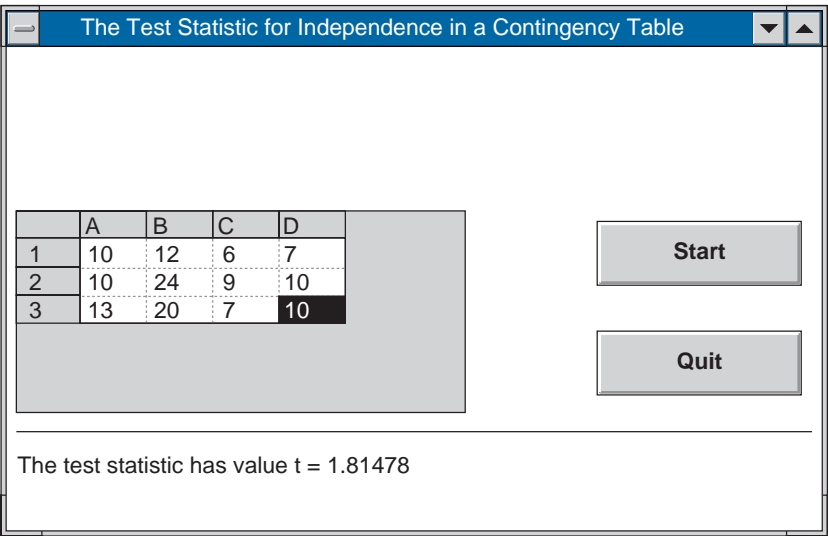 The Test Statistic for Independence in a Contingency Table
A B C D
1 10 12 6 7
2 10 24 9 10
3 13 20 7 10
Start
Quit
The test statistic has value t = 1.81478